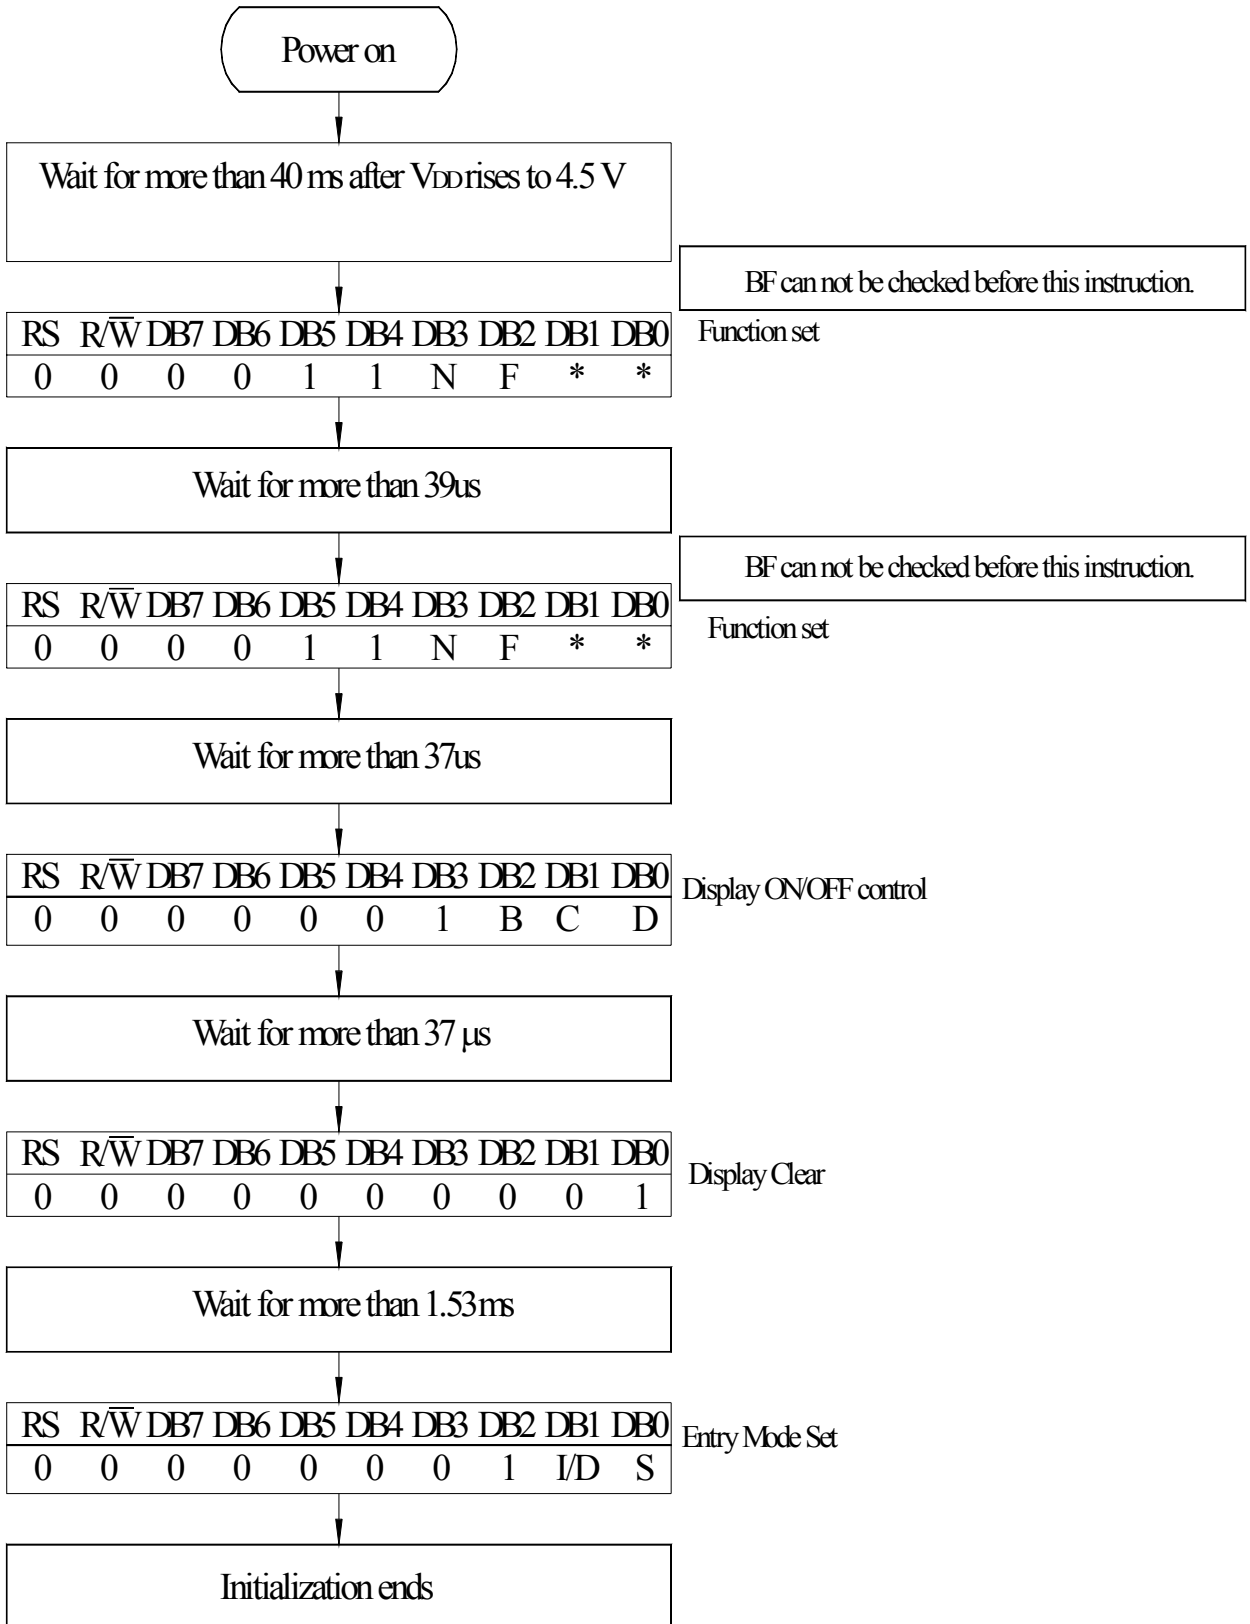 Power on
Wait for more than 40 ms after VDD rises to 4.5 V
BF can not be checked before this instruction.
RS R/W̅ DB7 DB6 DB5 DB4 DB3 DB2 DB1 DB0
Function set
0 0 0 0 1 1 N F * *
Wait for more than 39us
BF can not be checked before this instruction.
RS R/W̅ DB7 DB6 DB5 DB4 DB3 DB2 DB1 DB0
Function set
0 0 0 0 1 1 N F * *
Wait for more than 37us
RS R/W̅ DB7 DB6 DB5 DB4 DB3 DB2 DB1 DB0
Display ON/OFF control
0 0 0 0 0 0 1 B C D
Wait for more than 37 μs
RS R/W̅ DB7 DB6 DB5 DB4 DB3 DB2 DB1 DB0
Display Clear
0 0 0 0 0 0 0 0 0 1
Wait for more than 1.53ms
RS R/W̅ DB7 DB6 DB5 DB4 DB3 DB2 DB1 DB0
Entry Mode Set
0 0 0 0 0 0 0 1 I/D S
Initialization ends